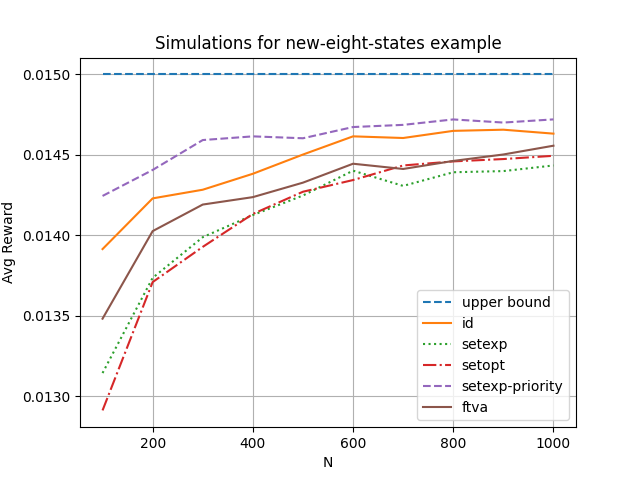 Simulations for new-eight-states example
0.0150
0.0145
0.0140
0.0135
0.0130
Avg Reward
200
400
600
800
1000
N
upper bound
id
setexp
setopt
setexp-priority
ftva